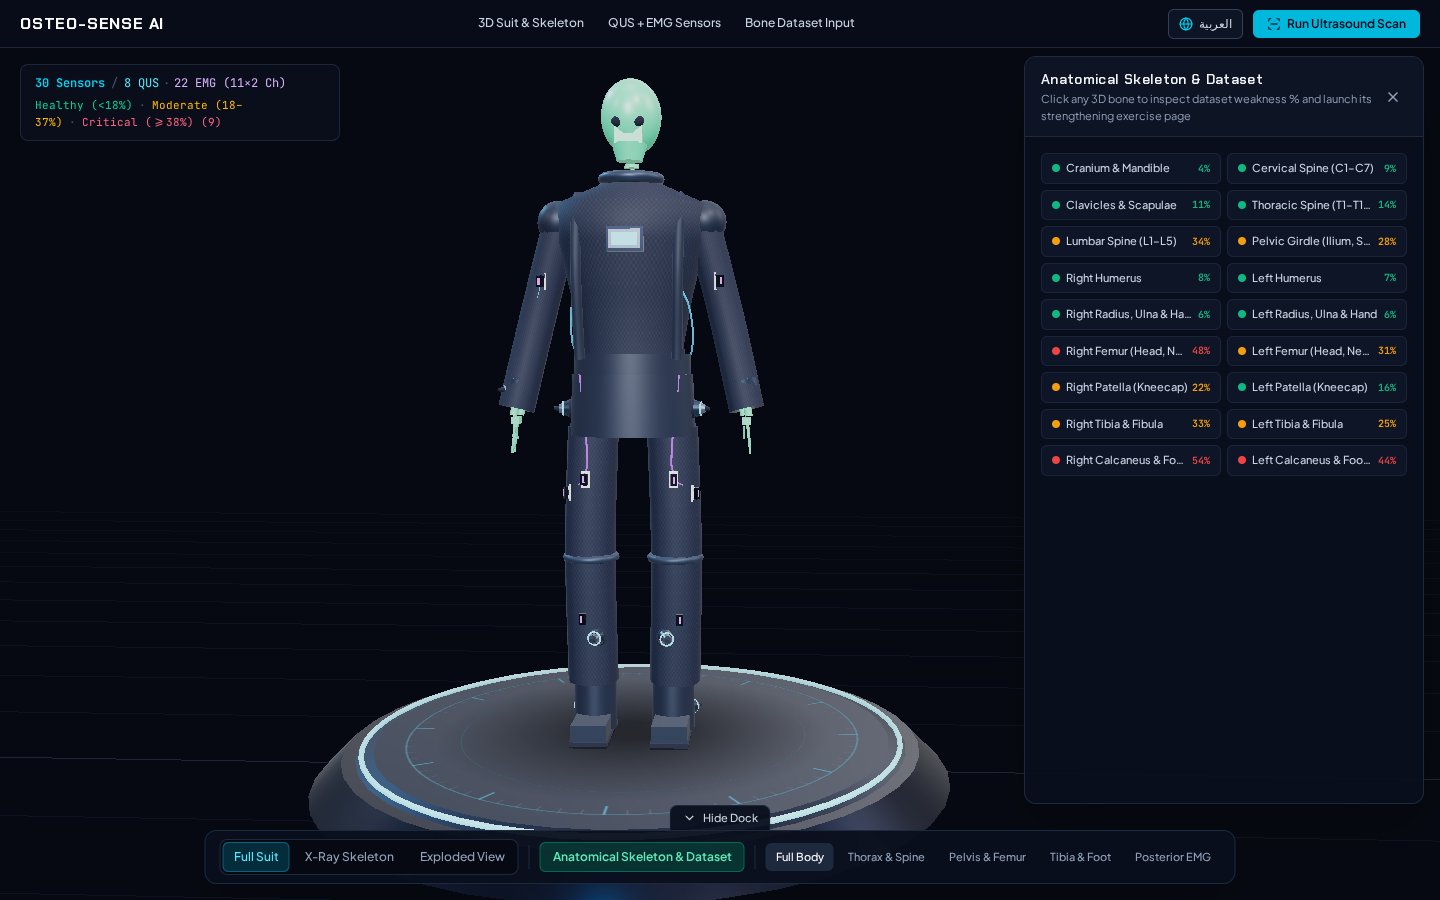 OSTEO-SENSE AI
3D Suit & Skeleton
QUS + EMG Sensors
Bone Dataset Input
العربية
Run Ultrasound Scan
30 Sensors / 8 QUS · 22 EMG (11×2 Ch)
Healthy (<18%) · Moderate (18–
37%) · Critical (≥38%) (9)
Anatomical Skeleton & Dataset
Click any 3D bone to inspect dataset weakness % and launch its
strengthening exercise page
Cranium & Mandible 4%
Cervical Spine (C1–C7) 9%
Clavicles & Scapulae 11%
Thoracic Spine (T1–T1... 14%
Lumbar Spine (L1–L5) 34%
Pelvic Girdle (Ilium, S... 28%
Right Humerus 8%
Left Humerus 7%
Right Radius, Ulna & Ha... 6%
Left Radius, Ulna & Hand 6%
Right Femur (Head, N... 48%
Left Femur (Head, Ne... 31%
Right Patella (Kneecap) 22%
Left Patella (Kneecap) 16%
Right Tibia & Fibula 33%
Left Tibia & Fibula 25%
Right Calcaneus & Fo... 54%
Left Calcaneus & Foo... 44%
Hide Dock
Full Suit
X-Ray Skeleton
Exploded View
Anatomical Skeleton & Dataset
Full Body
Thorax & Spine
Pelvis & Femur
Tibia & Foot
Posterior EMG